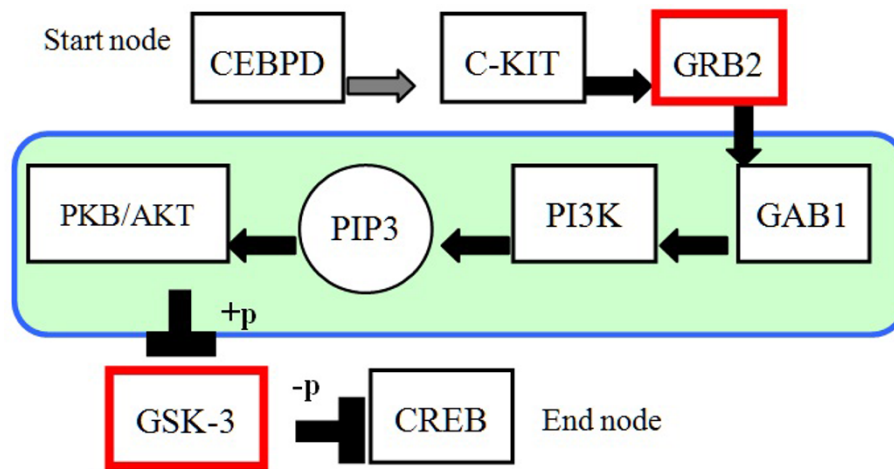 Start node
CEBPD
C-KIT
GRB2
PKB/AKT
PIP3
PI3K
GAB1
+p
GSK-3
-p
CREB
End node